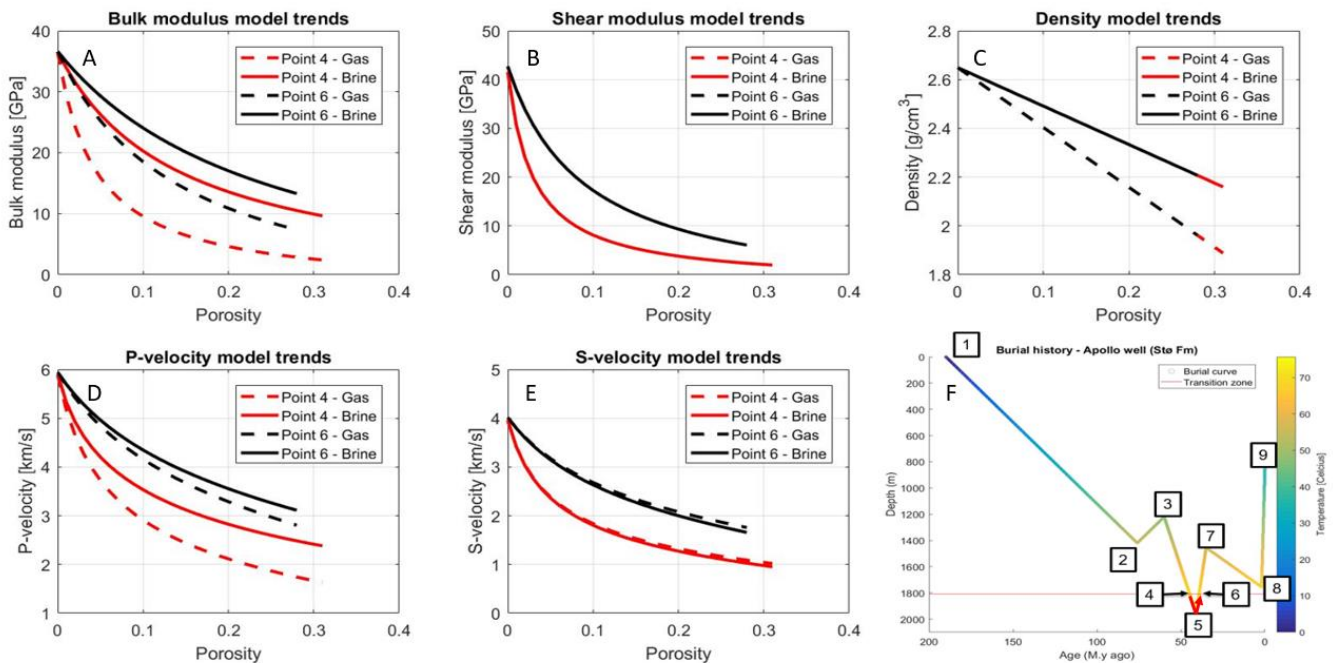 Bulk modulus model trends
A
Point 4 - Gas
Point 4 - Brine
Point 6 - Gas
Point 6 - Brine
Bulk modulus [GPa]
40
30
20
10
0
0 0.1 0.2 0.3 0.4
Porosity
Shear modulus model trends
B
Point 4 - Gas
Point 4 - Brine
Point 6 - Gas
Point 6 - Brine
Shear modulus [GPa]
50
40
30
20
10
0
0 0.1 0.2 0.3 0.4
Porosity
Density model trends
C
Point 4 - Gas
Point 4 - Brine
Point 6 - Gas
Point 6 - Brine
Density [g/cm³]
2.8
2.6
2.4
2.2
2
1.8
0 0.1 0.2 0.3 0.4
Porosity
P-velocity model trends
D
Point 4 - Gas
Point 4 - Brine
Point 6 - Gas
Point 6 - Brine
P-velocity [km/s]
6
5
4
3
2
1
0 0.1 0.2 0.3 0.4
Porosity
S-velocity model trends
E
Point 4 - Gas
Point 4 - Brine
Point 6 - Gas
Point 6 - Brine
S-velocity [km/s]
6
5
4
3
2
1
0
0 0.1 0.2 0.3 0.4
Porosity
Burial history - Apollo well (Stø Fm)
F
Burial curve
Transition zone
1
2
3
4
5
6
7
8
9
Depth (m)
0
200
400
600
800
1000
1200
1400
1600
1800
2000
200 150 100 50 0
Age (M.y ago)
70
60
50
40
30
20
10
0
Temperature [Celcius]